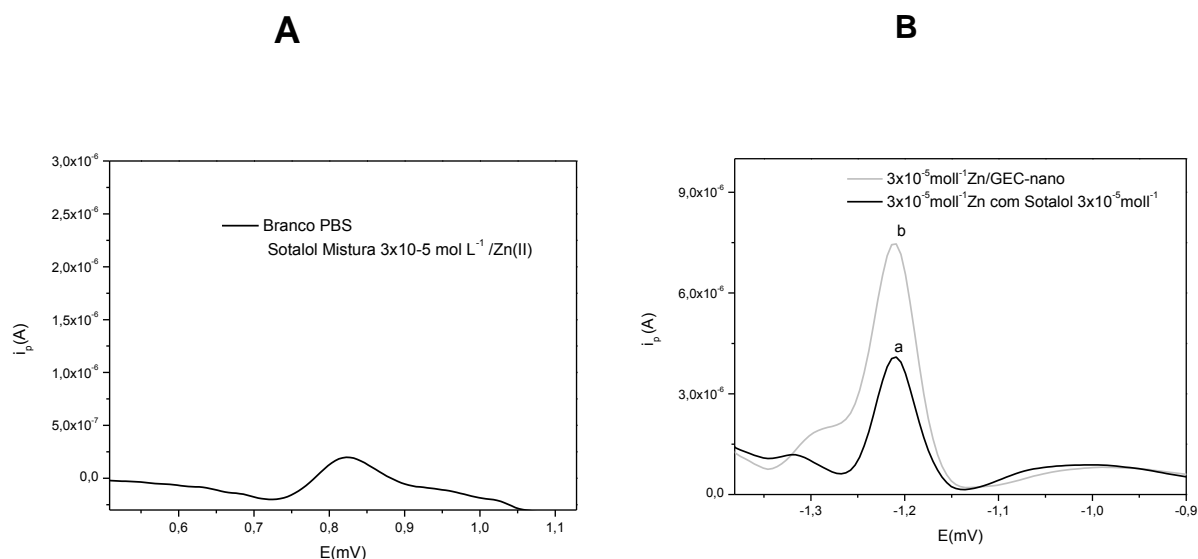 A
B
3,0x10⁻⁶
2,5x10⁻⁶
2,0x10⁻⁶
1,5x10⁻⁶
1,0x10⁻⁶
5,0x10⁻⁷
0,0
iₚ(A)
Branco PBS
Sotalol Mistura 3x10-5 mol L⁻¹ /Zn(II)
0,6 0,7 0,8 0,9 1,0 1,1
E(mV)
9,0x10⁻⁶
6,0x10⁻⁶
3,0x10⁻⁶
0,0
iₚ(A)
3x10⁻⁵moll⁻¹Zn/GEC-nano
3x10⁻⁵moll⁻¹Zn com Sotalol 3x10⁻⁵moll⁻¹
b
a
-1,3 -1,2 -1,1 -1,0 -0,9
E(mV)